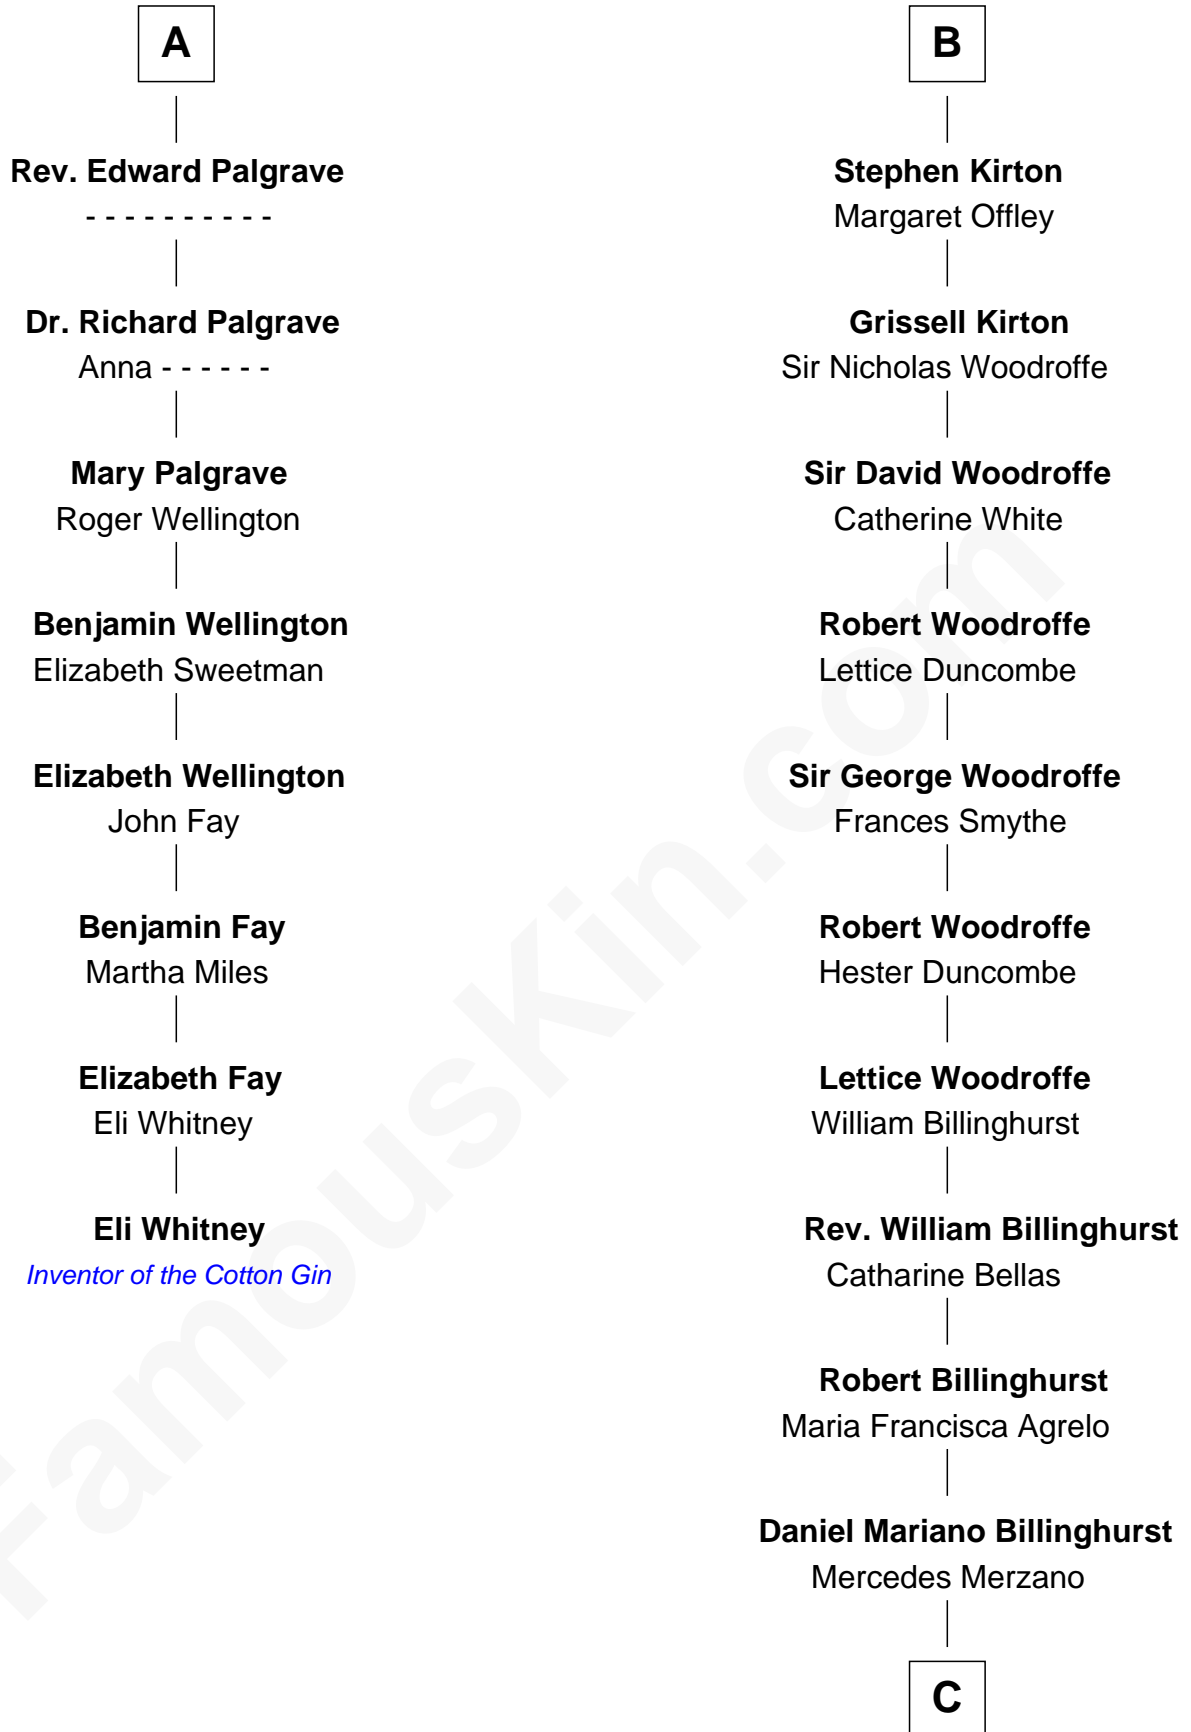 A
Rev. Edward Palgrave
- - - - - - - - - -
Dr. Richard Palgrave
Anna - - - - - -
Mary Palgrave
Roger Wellington
Benjamin Wellington
Elizabeth Sweetman
Elizabeth Wellington
John Fay
Benjamin Fay
Martha Miles
Elizabeth Fay
Eli Whitney
Eli Whitney
Inventor of the Cotton Gin
B
Stephen Kirton
Margaret Offley
Grissell Kirton
Sir Nicholas Woodroffe
Sir David Woodroffe
Catherine White
Robert Woodroffe
Lettice Duncombe
Sir George Woodroffe
Frances Smythe
Robert Woodroffe
Hester Duncombe
Lettice Woodroffe
William Billinghurst
Rev. William Billinghurst
Catharine Bellas
Robert Billinghurst
Maria Francisca Agrelo
Daniel Mariano Billinghurst
Mercedes Merzano
C
FamousKin.com